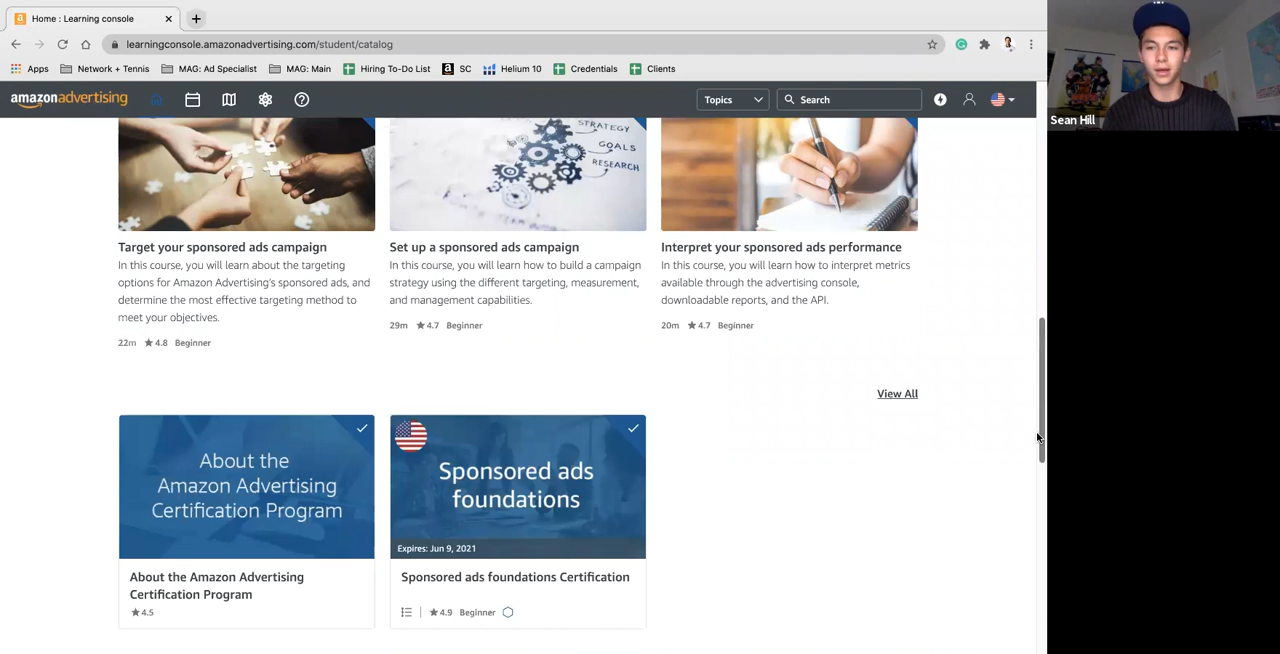 Home : Learning console
learningconsole.amazonadvertising.com/student/catalog
Apps Network + Tennis MAG: Ad Specialist MAG: Main Hiring To-Do List SC Helium 10 Credentials Clients
amazonadvertising Topics Search
Sean Hill
STRATEGY
GOALS
RESEARCH
Target your sponsored ads campaign
In this course, you will learn about the targeting
options for Amazon Advertising's sponsored ads, and
determine the most effective targeting method to
meet your objectives.
22m 4.8 Beginner
Set up a sponsored ads campaign
In this course, you will learn how to build a campaign
strategy using the different targeting, measurement,
and management capabilities.
29m 4.7 Beginner
Interpret your sponsored ads performance
In this course, you will learn how to interpret metrics
available through the advertising console,
downloadable reports, and the API.
20m 4.7 Beginner
View All
About the
Amazon Advertising
Certification Program
About the Amazon Advertising
Certification Program
4.5
Sponsored ads
foundations
Expires: Jun 9, 2021
Sponsored ads foundations Certification
4.9 Beginner